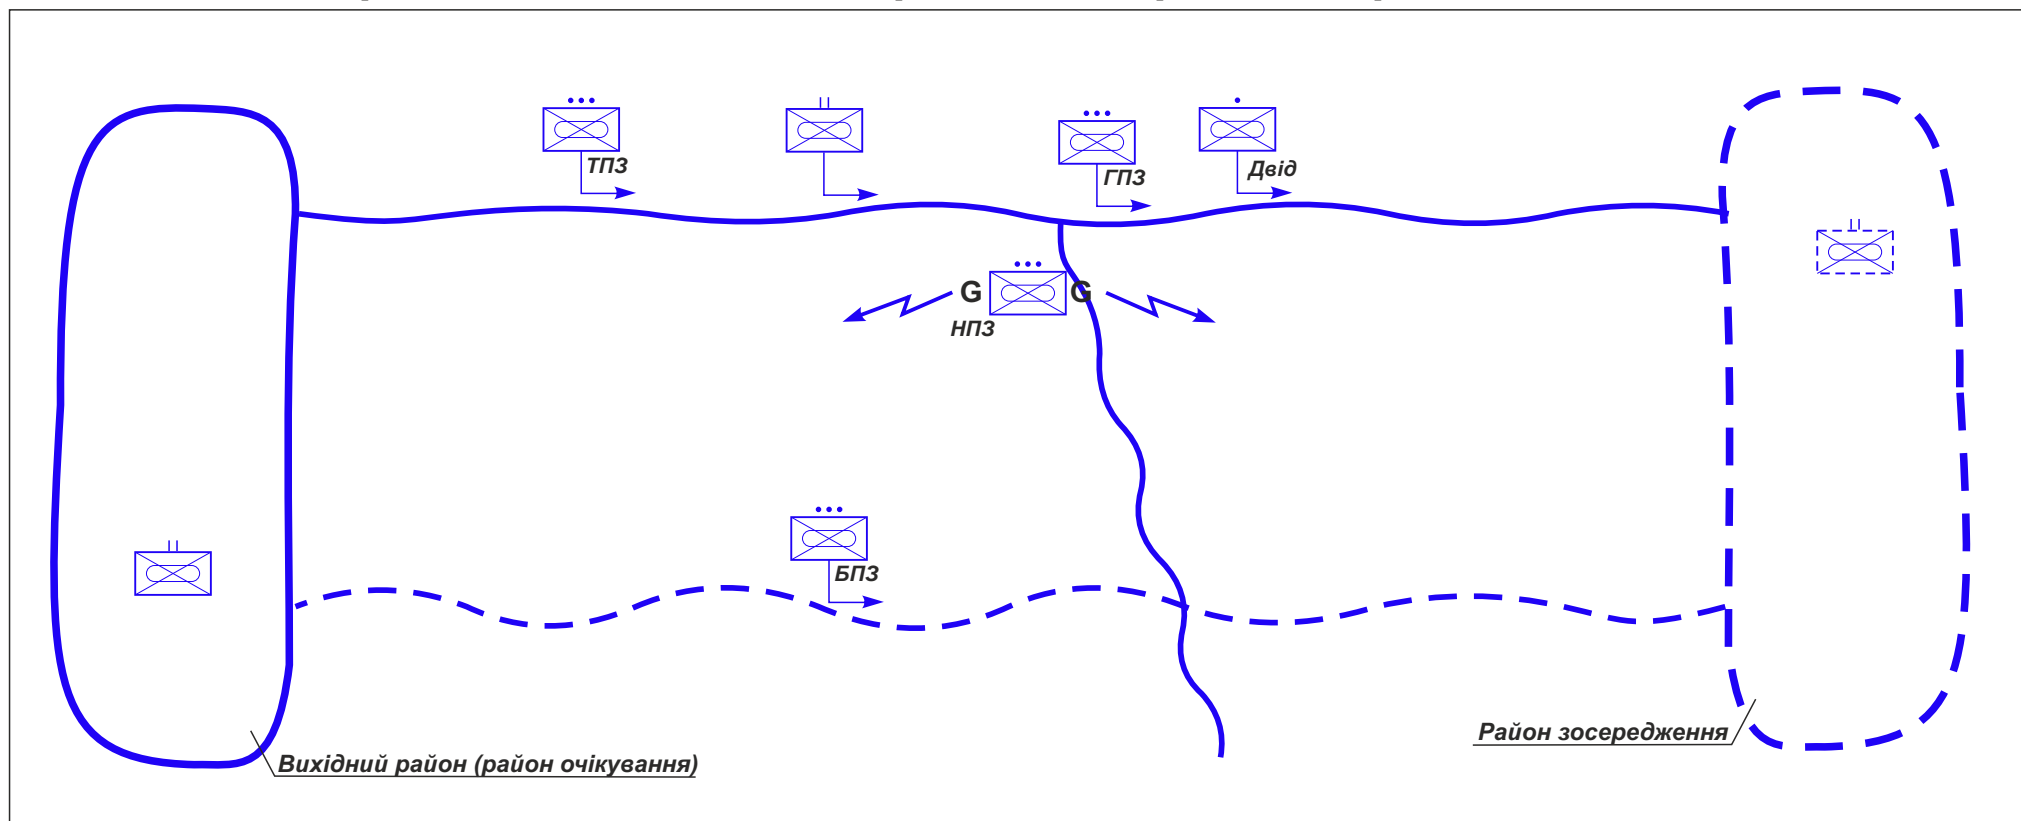 ТПЗ
ГПЗ
Двід
G G
НПЗ
БПЗ
Район зосередження
Вихідний район (район очікування)